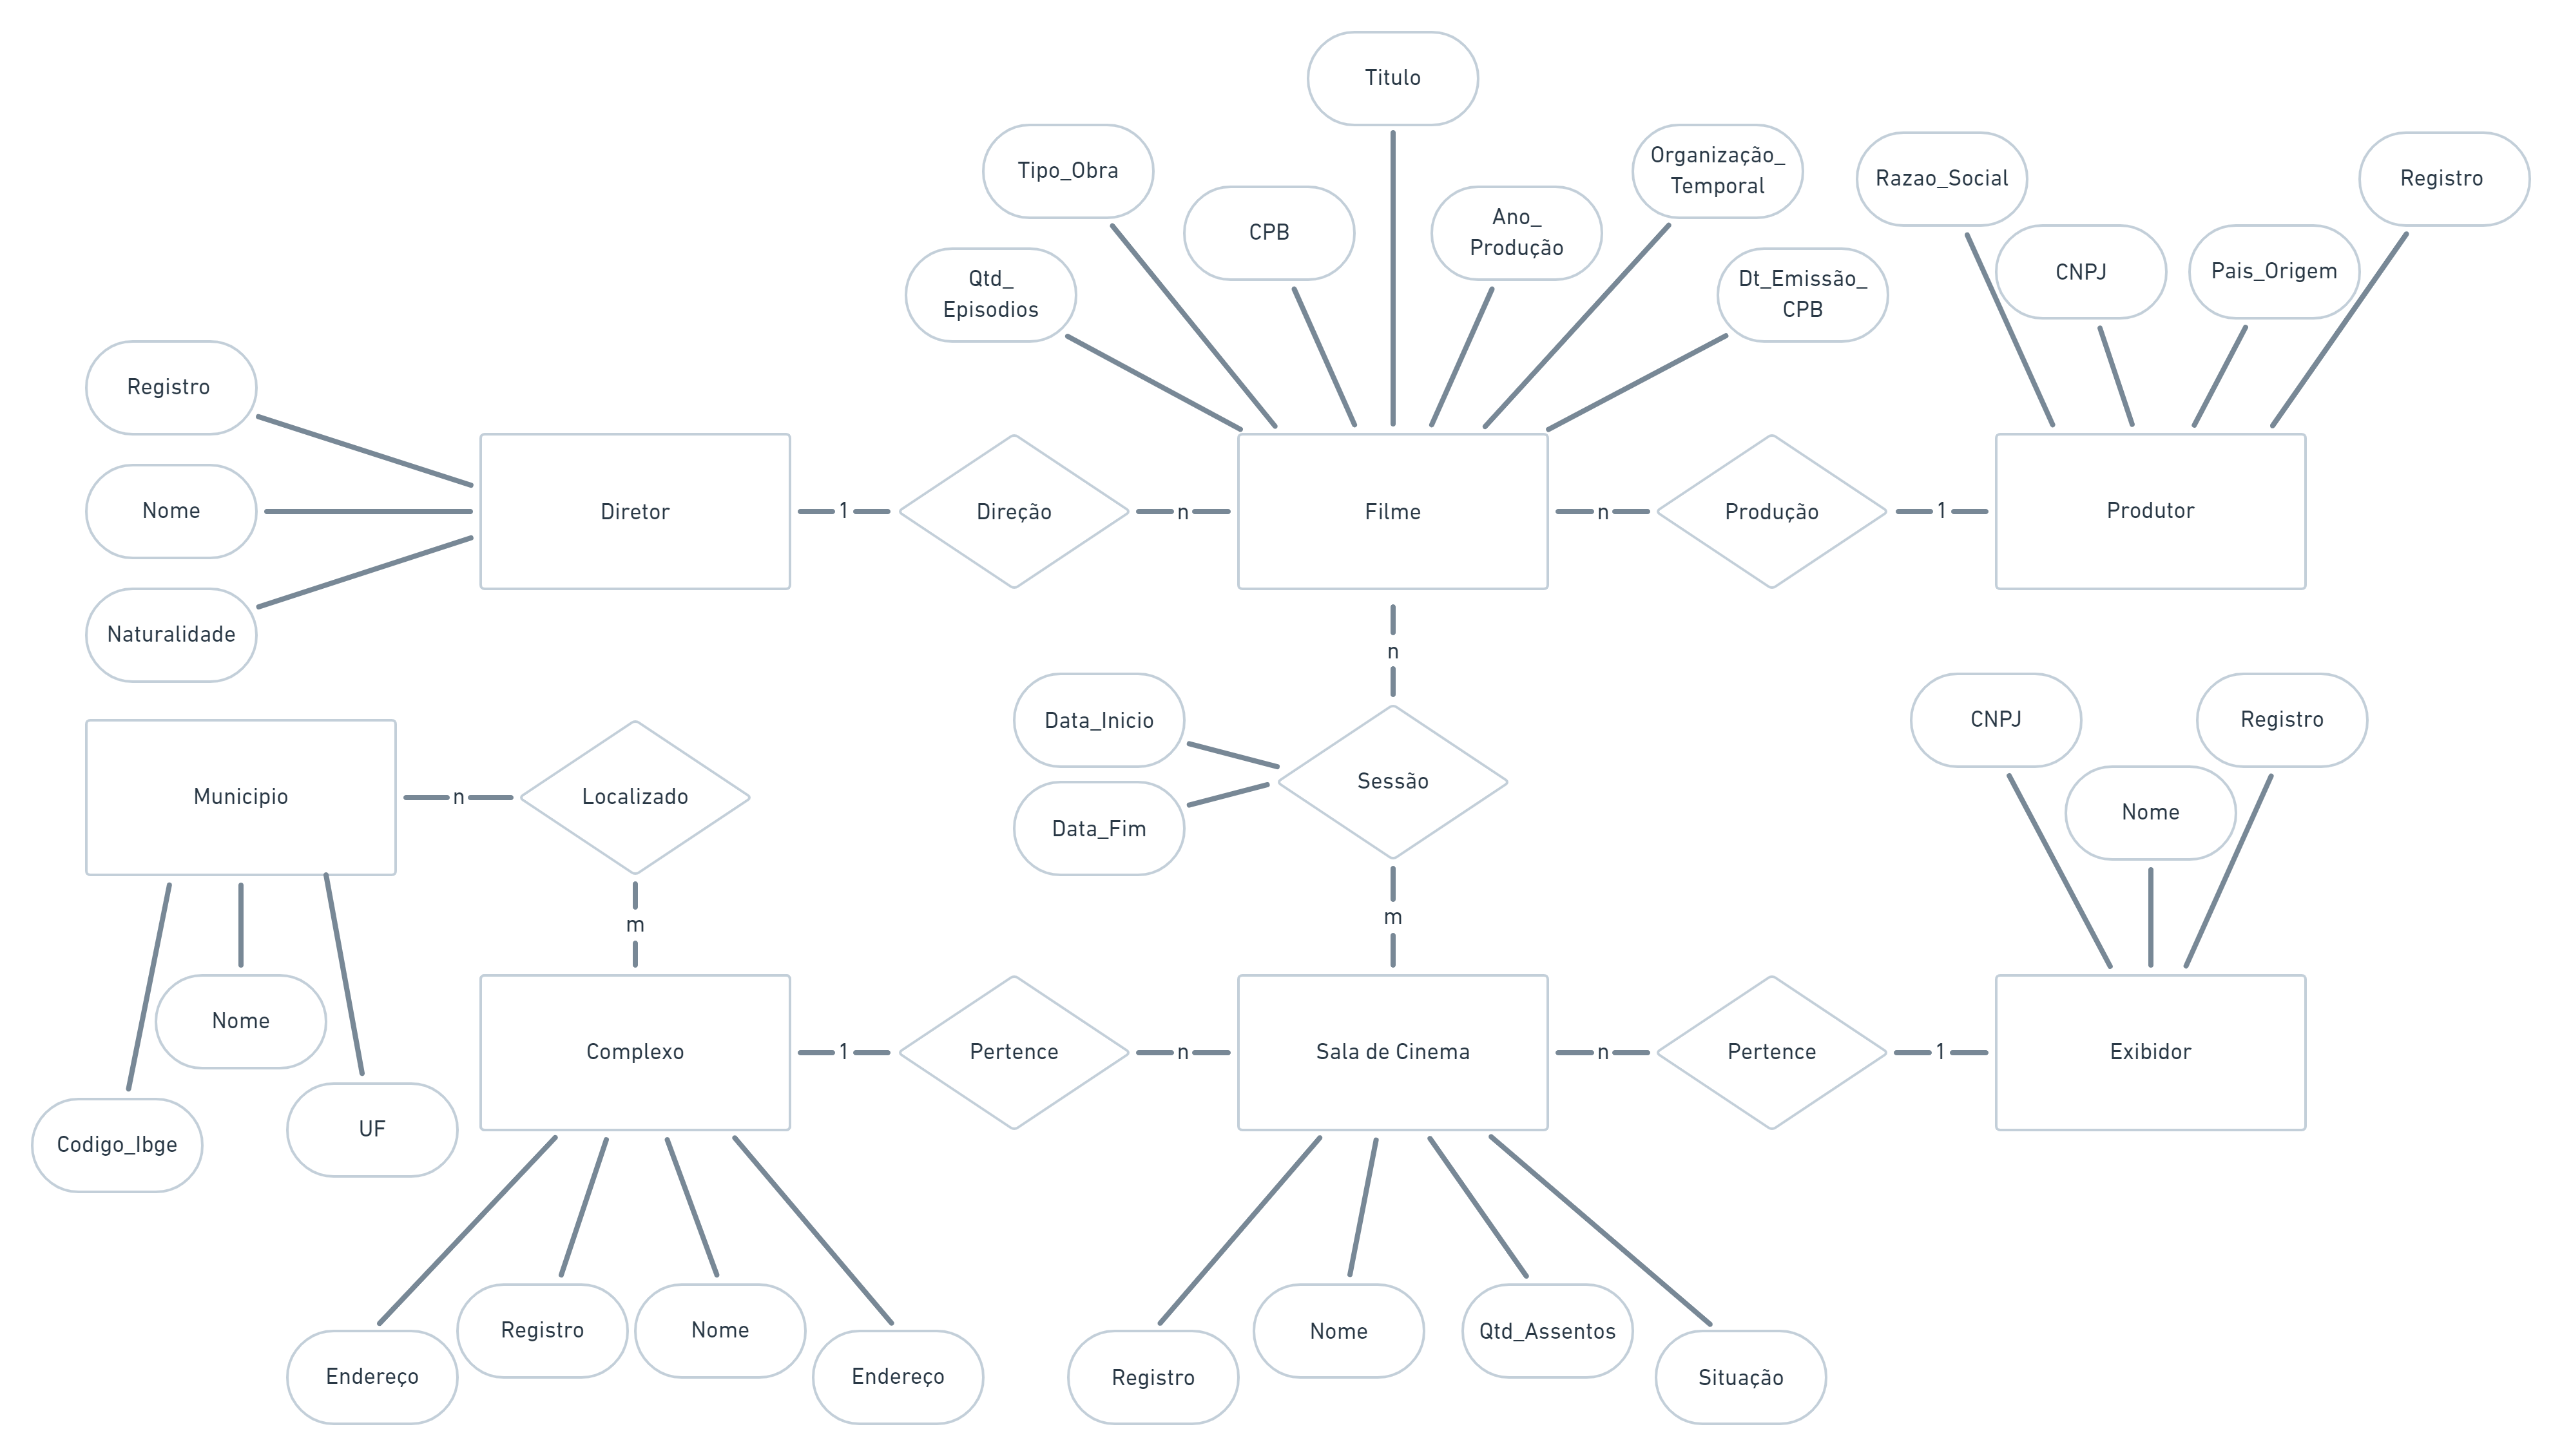 Titulo
Tipo_Obra
Organização_
Temporal
Razao_Social
Registro
CPB
Ano_
Produção
CNPJ
Pais_Origem
Qtd_
Episodios
Dt_Emissão_
CPB
Registro
Nome
Diretor
1
Direção
n
Filme
n
Produção
1
Produtor
Naturalidade
n
Data_Inicio
CNPJ
Registro
Municipio
n
Localizado
Sessão
Data_Fim
Nome
m
m
Nome
Complexo
1
Pertence
n
Sala de Cinema
n
Pertence
1
Exibidor
Codigo_Ibge
UF
Registro
Nome
Nome
Qtd_Assentos
Endereço
Endereço
Registro
Situação